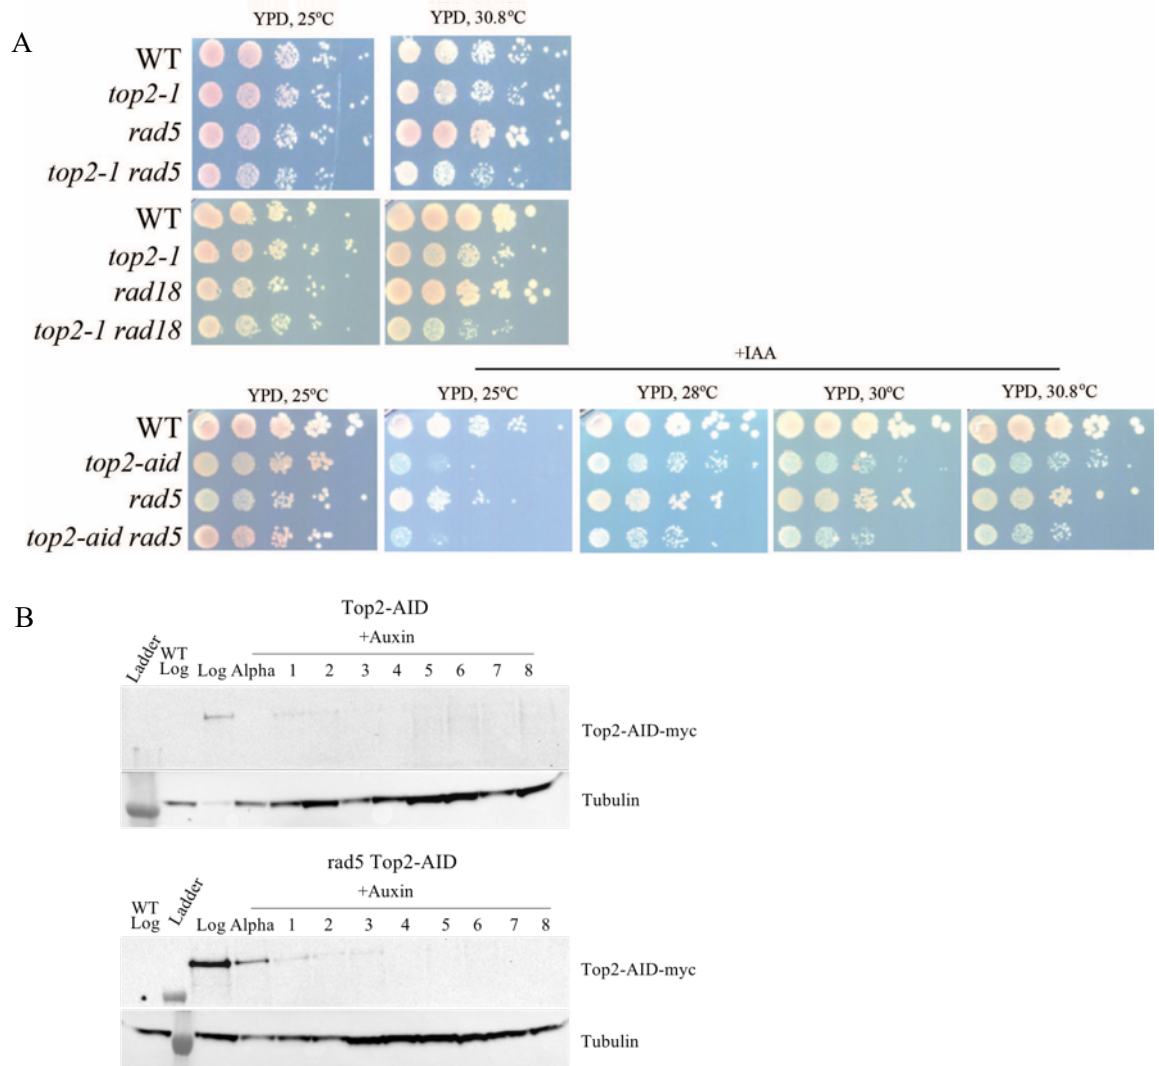 A
YPD, 25°C YPD, 30.8°C
WT
top2-1
rad5
top2-1 rad5
WT
top2-1
rad18
top2-1 rad18
+IAA
YPD, 25°C YPD, 25°C YPD, 28°C YPD, 30°C YPD, 30.8°C
WT
top2-aid
rad5
top2-aid rad5
B
Top2-AID
+Auxin
Ladder WT Log Log Alpha 1 2 3 4 5 6 7 8
Top2-AID-myc
Tubulin
rad5 Top2-AID
+Auxin
WT Log Ladder Log Alpha 1 2 3 4 5 6 7 8
Top2-AID-myc
Tubulin